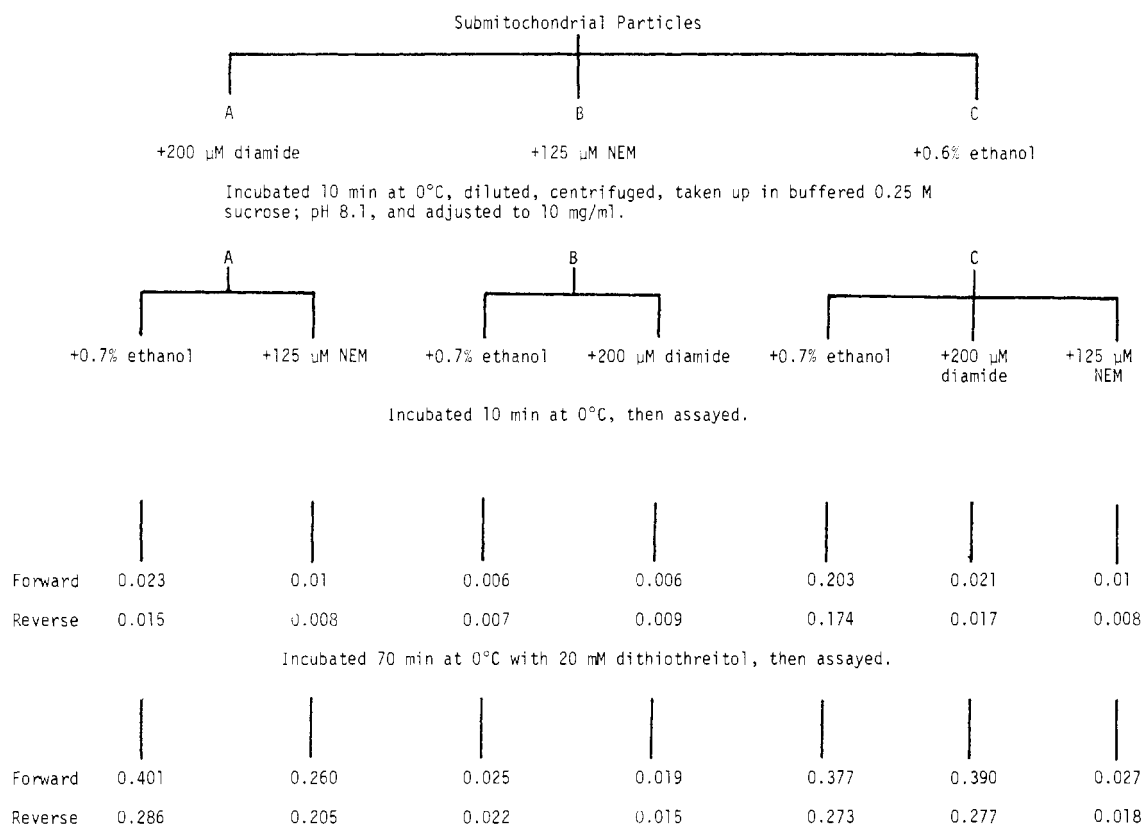 Submitochondrial Particles
A B C
+200 µM diamide +125 µM NEM +0.6% ethanol
Incubated 10 min at 0°C, diluted, centrifuged, taken up in buffered 0.25 M
sucrose; pH 8.1, and adjusted to 10 mg/ml.
A B C
+0.7% ethanol +125 µM NEM +0.7% ethanol +200 µM diamide +0.7% ethanol +200 µM +125 µM
diamide NEM
Incubated 10 min at 0°C, then assayed.
Forward 0.023 0.01 0.006 0.006 0.203 0.021 0.01
Reverse 0.015 0.008 0.007 0.009 0.174 0.017 0.008
Incubated 70 min at 0°C with 20 mM dithiothreitol, then assayed.
Forward 0.401 0.260 0.025 0.019 0.377 0.390 0.027
Reverse 0.286 0.205 0.022 0.015 0.273 0.277 0.018